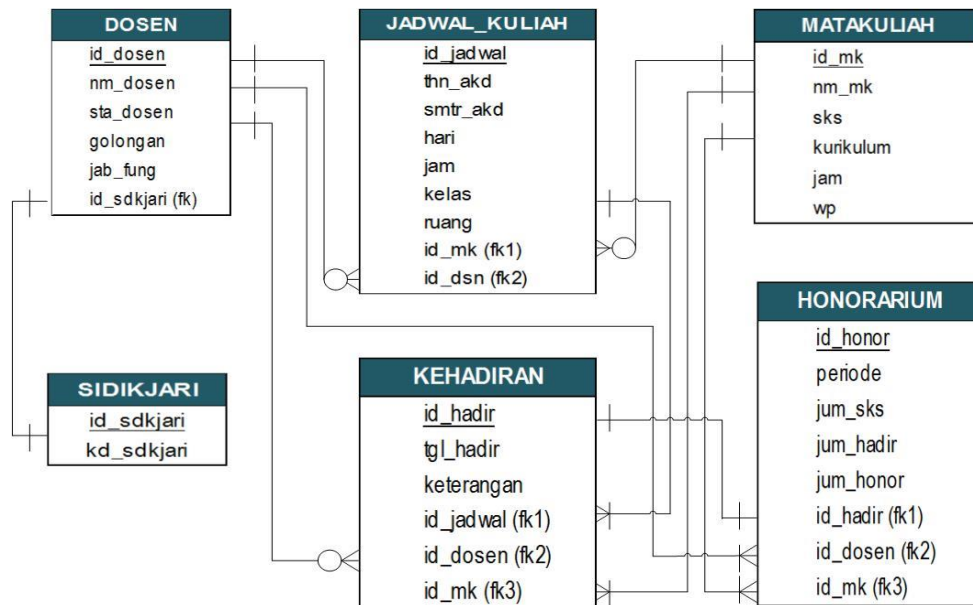 DOSEN
id_dosen
nm_dosen
sta_dosen
golongan
jab_fung
id_sdkjari (fk)
JADWAL_KULIAH
id_jadwal
thn_akd
smtr_akd
hari
jam
kelas
ruang
id_mk (fk1)
id_dsn (fk2)
MATAKULIAH
id_mk
nm_mk
sks
kurikulum
jam
wp
SIDIKJARI
id_sdkjari
kd_sdkjari
KEHADIRAN
id_hadir
tgl_hadir
keterangan
id_jadwal (fk1)
id_dosen (fk2)
id_mk (fk3)
HONORARIUM
id_honor
periode
jum_sks
jum_hadir
jum_honor
id_hadir (fk1)
id_dosen (fk2)
id_mk (fk3)